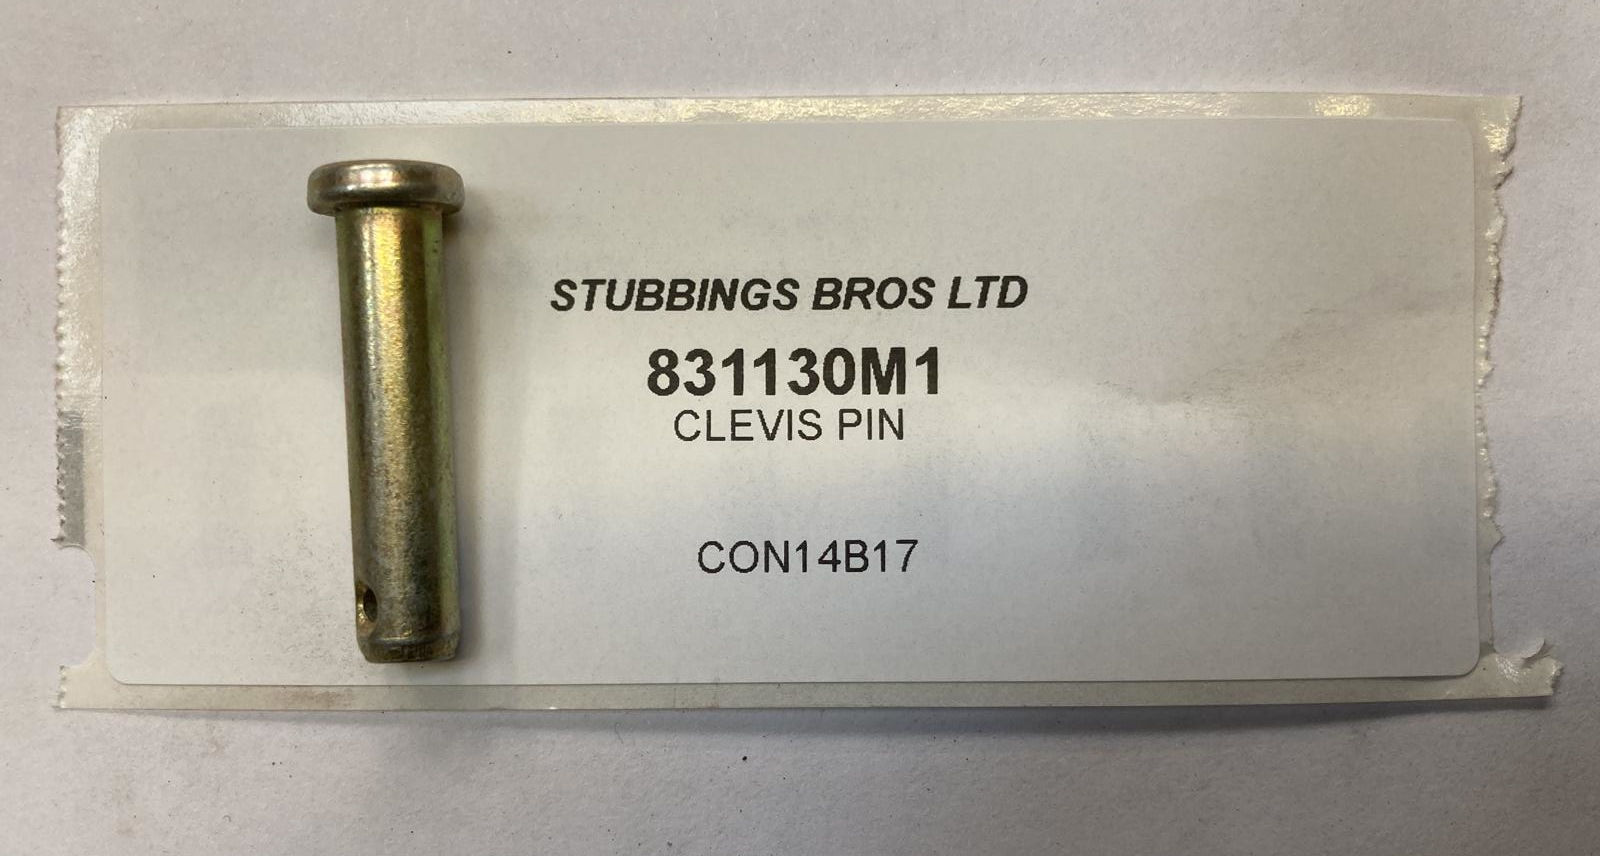 STUBBINGS BROS LTD
831130M1
CLEVIS PIN
CON14B17